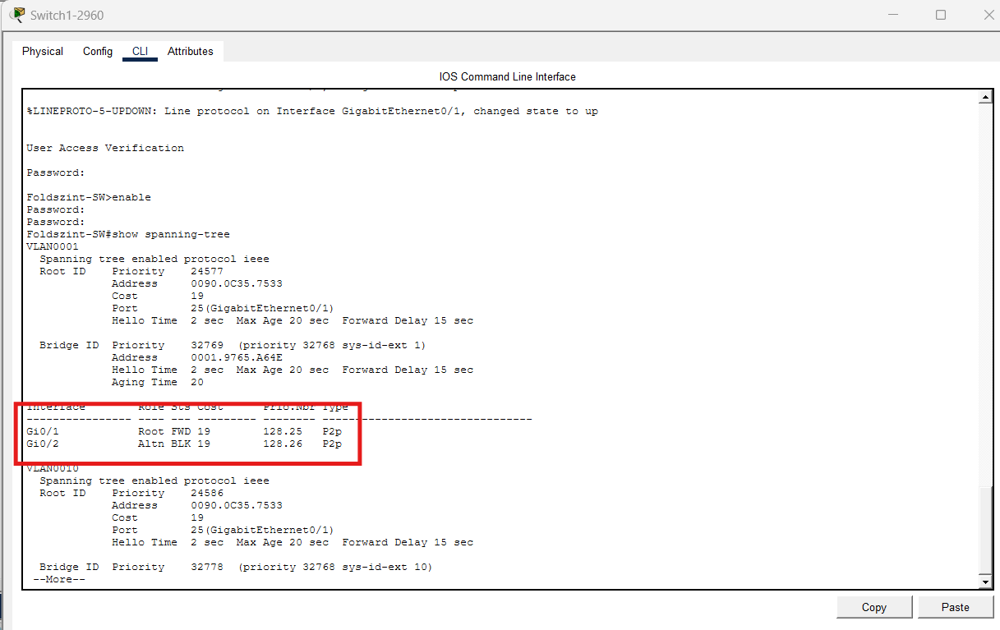 Switch1-2960
Physical Config CLI Attributes
IOS Command Line Interface
%LINEPROTO-5-UPDOWN: Line protocol on Interface GigabitEthernet0/1, changed state to up
User Access Verification
Password:
Foldszint-SW>enable
Password:
Password:
Foldszint-SW#show spanning-tree
VLAN0001
  Spanning tree enabled protocol ieee
  Root ID    Priority    24577
             Address     0090.0C35.7533
             Cost        19
             Port        25(GigabitEthernet0/1)
             Hello Time  2 sec  Max Age 20 sec  Forward Delay 15 sec
  Bridge ID  Priority    32769  (priority 32768 sys-id-ext 1)
             Address     0001.9765.A64E
             Hello Time  2 sec  Max Age 20 sec  Forward Delay 15 sec
             Aging Time  20
Interface        Role Sts Cost      Prio.Nbr Type
---------------- ---- --- --------- -------- --------------------------------
Gi0/1            Root FWD 19        128.25   P2p
Gi0/2            Altn BLK 19        128.26   P2p
VLAN0010
  Spanning tree enabled protocol ieee
  Root ID    Priority    24586
             Address     0090.0C35.7533
             Cost        19
             Port        25(GigabitEthernet0/1)
             Hello Time  2 sec  Max Age 20 sec  Forward Delay 15 sec
  Bridge ID  Priority    32778  (priority 32768 sys-id-ext 10)
 --More--
Copy Paste